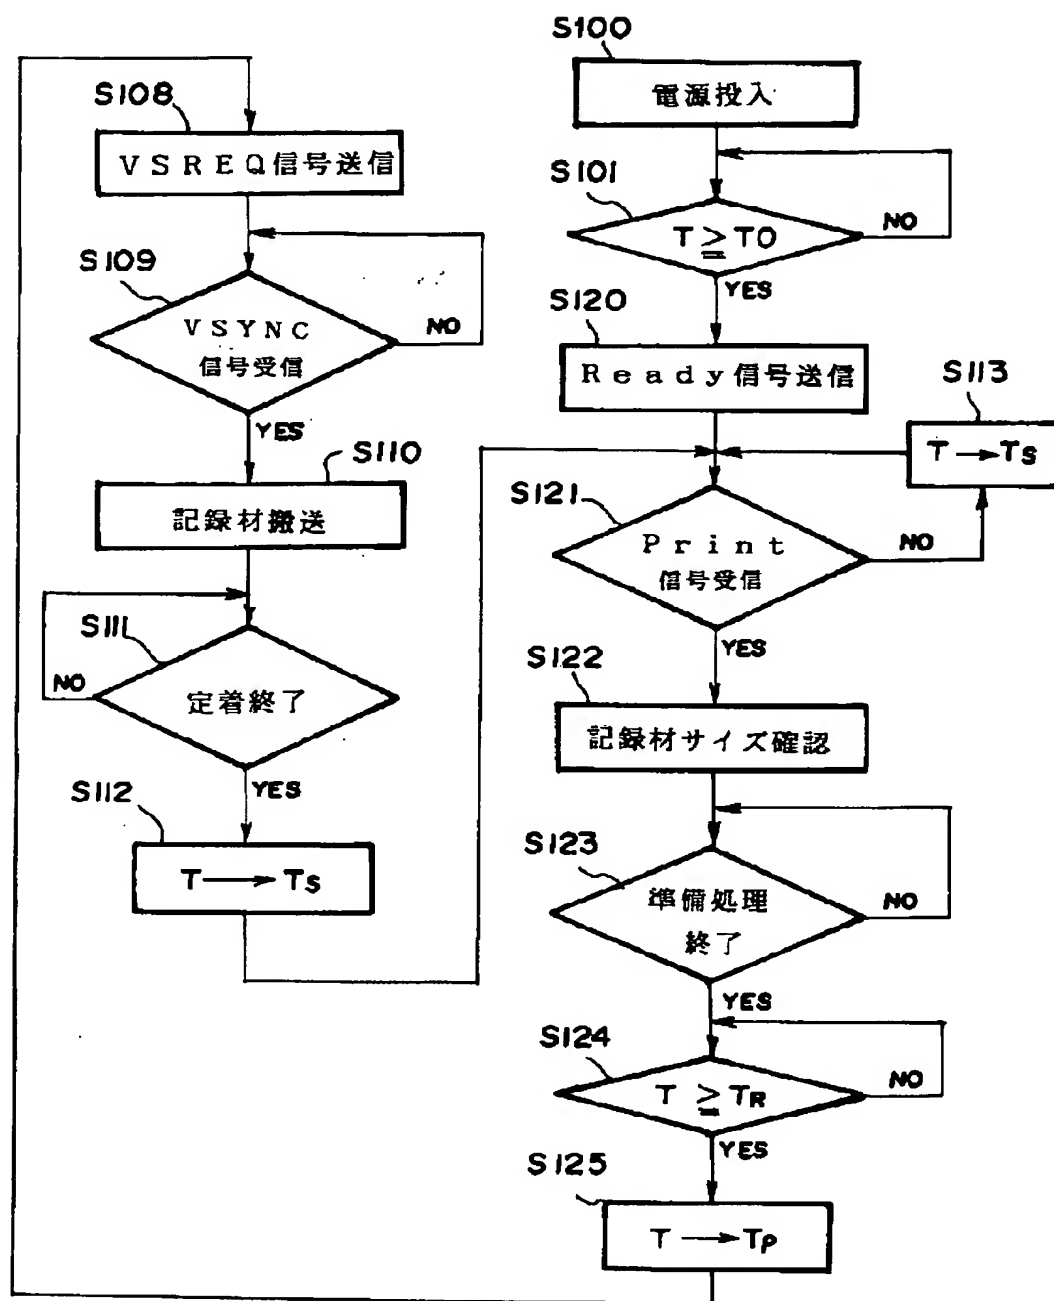 S100
電源投入
S101
T ≧ TO
NO
YES
S120
Ready信号送信
S113
T → TS
S121
Print
信号受信
NO
YES
S122
記録材サイズ確認
S123
準備処理
終了
NO
YES
S124
T ≧ TR
NO
YES
S125
T → TP
S108
VSREQ信号送信
S109
VSYNC
信号受信
NO
YES
S110
記録材搬送
S111
定着終了
NO
YES
S112
T → TS